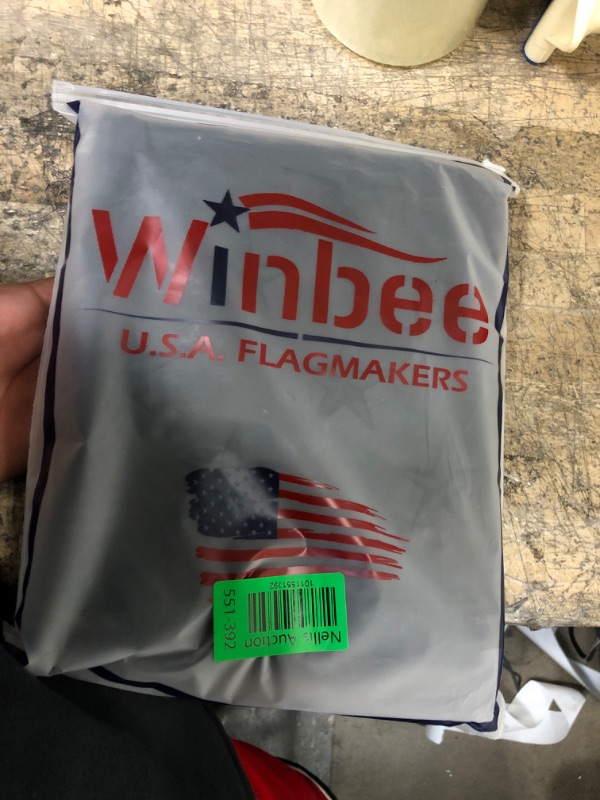 Winbee
U.S.A. FLAGMAKERS
Nellis Auction
1011551392
551-392